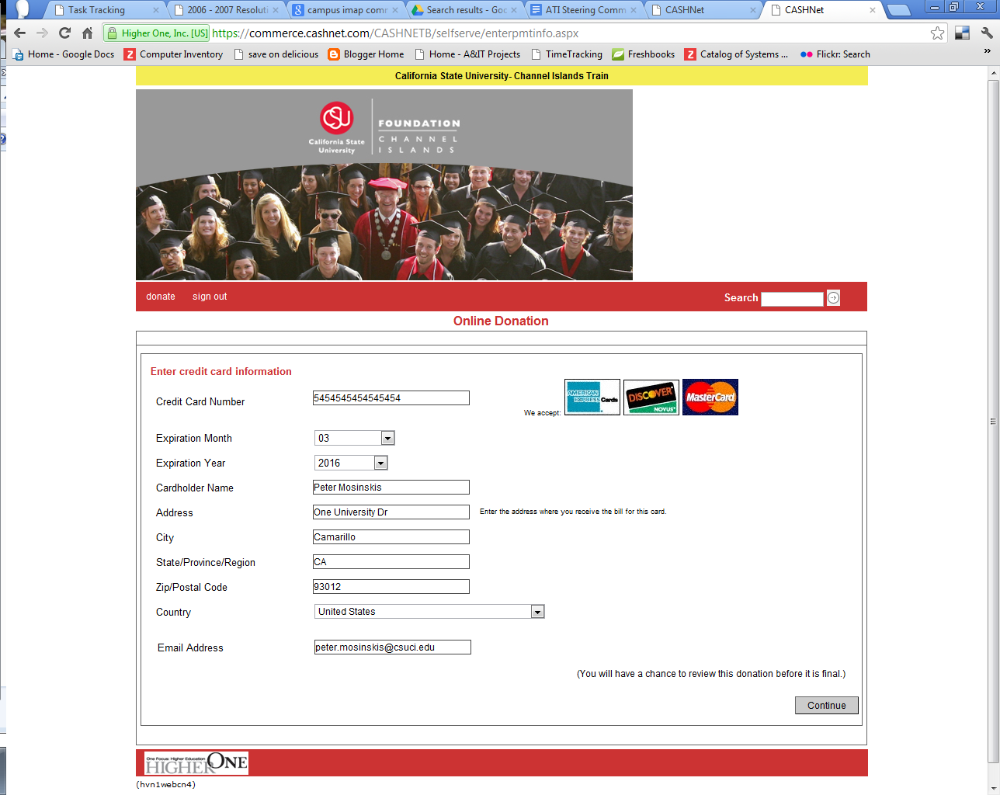 Task Tracking
2006 - 2007 Resoluti
campus imap comm
Search results - Goo
ATI Steering Comm
CASHNet
CASHNet
Higher One, Inc. [US]
https://commerce.cashnet.com/CASHNETB/selfserve/enterpmtinfo.aspx
Home - Google Docs
Computer Inventory
save on delicious
Blogger Home
Home - A&IT Projects
TimeTracking
Freshbooks
Catalog of Systems ...
Flickr: Search
California State University- Channel Islands Train
CSU
California State
University
FOUNDATION
CHANNEL
ISLANDS
donate
sign out
Search
Online Donation
Enter credit card information
Credit Card Number
5454545454545454
We accept:
AMERICAN
EXPRESS
Cards
DISCOVER
NOVUS
MasterCard
Expiration Month
03
Expiration Year
2016
Cardholder Name
Peter Mosinskis
Address
One University Dr
Enter the address where you receive the bill for this card.
City
Camarillo
State/Province/Region
CA
Zip/Postal Code
93012
Country
United States
Email Address
peter.mosinskis@csuci.edu
(You will have a chance to review this donation before it is final.)
Continue
One Focus: Higher Education
HIGHER ONE
(hvn1webcn4)